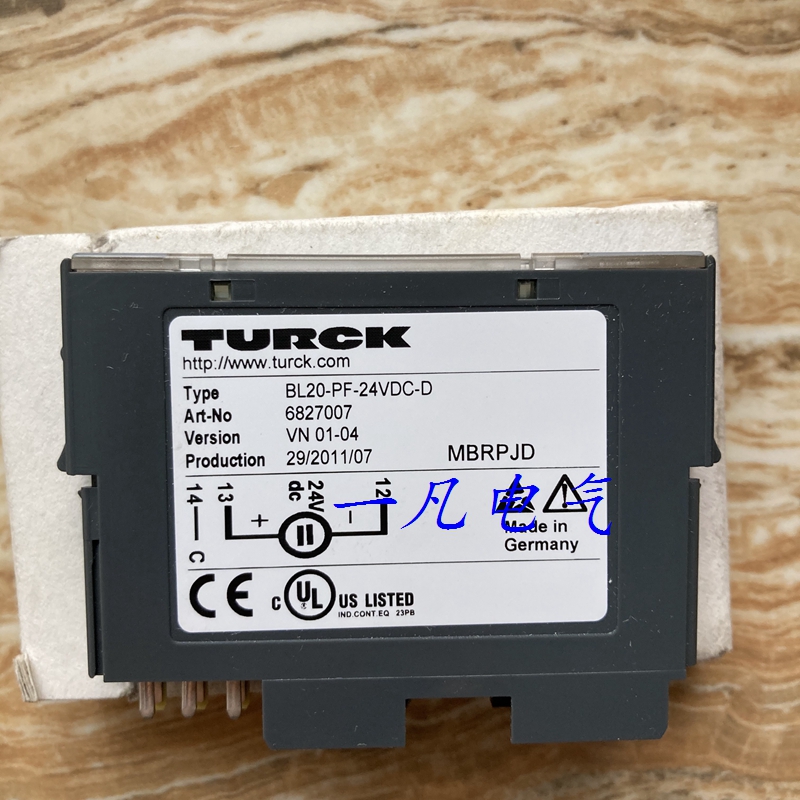 TURCK
http://www.turck.com
Type BL20-PF-24VDC-D
Art-No 6827007
Version VN 01-04
Production 29/2011/07 MBRPJD
14 13 24V dc 12
+ −
C
一凡电气
Made in
Germany
CE c UL US LISTED
IND.CONT.EQ 23PB